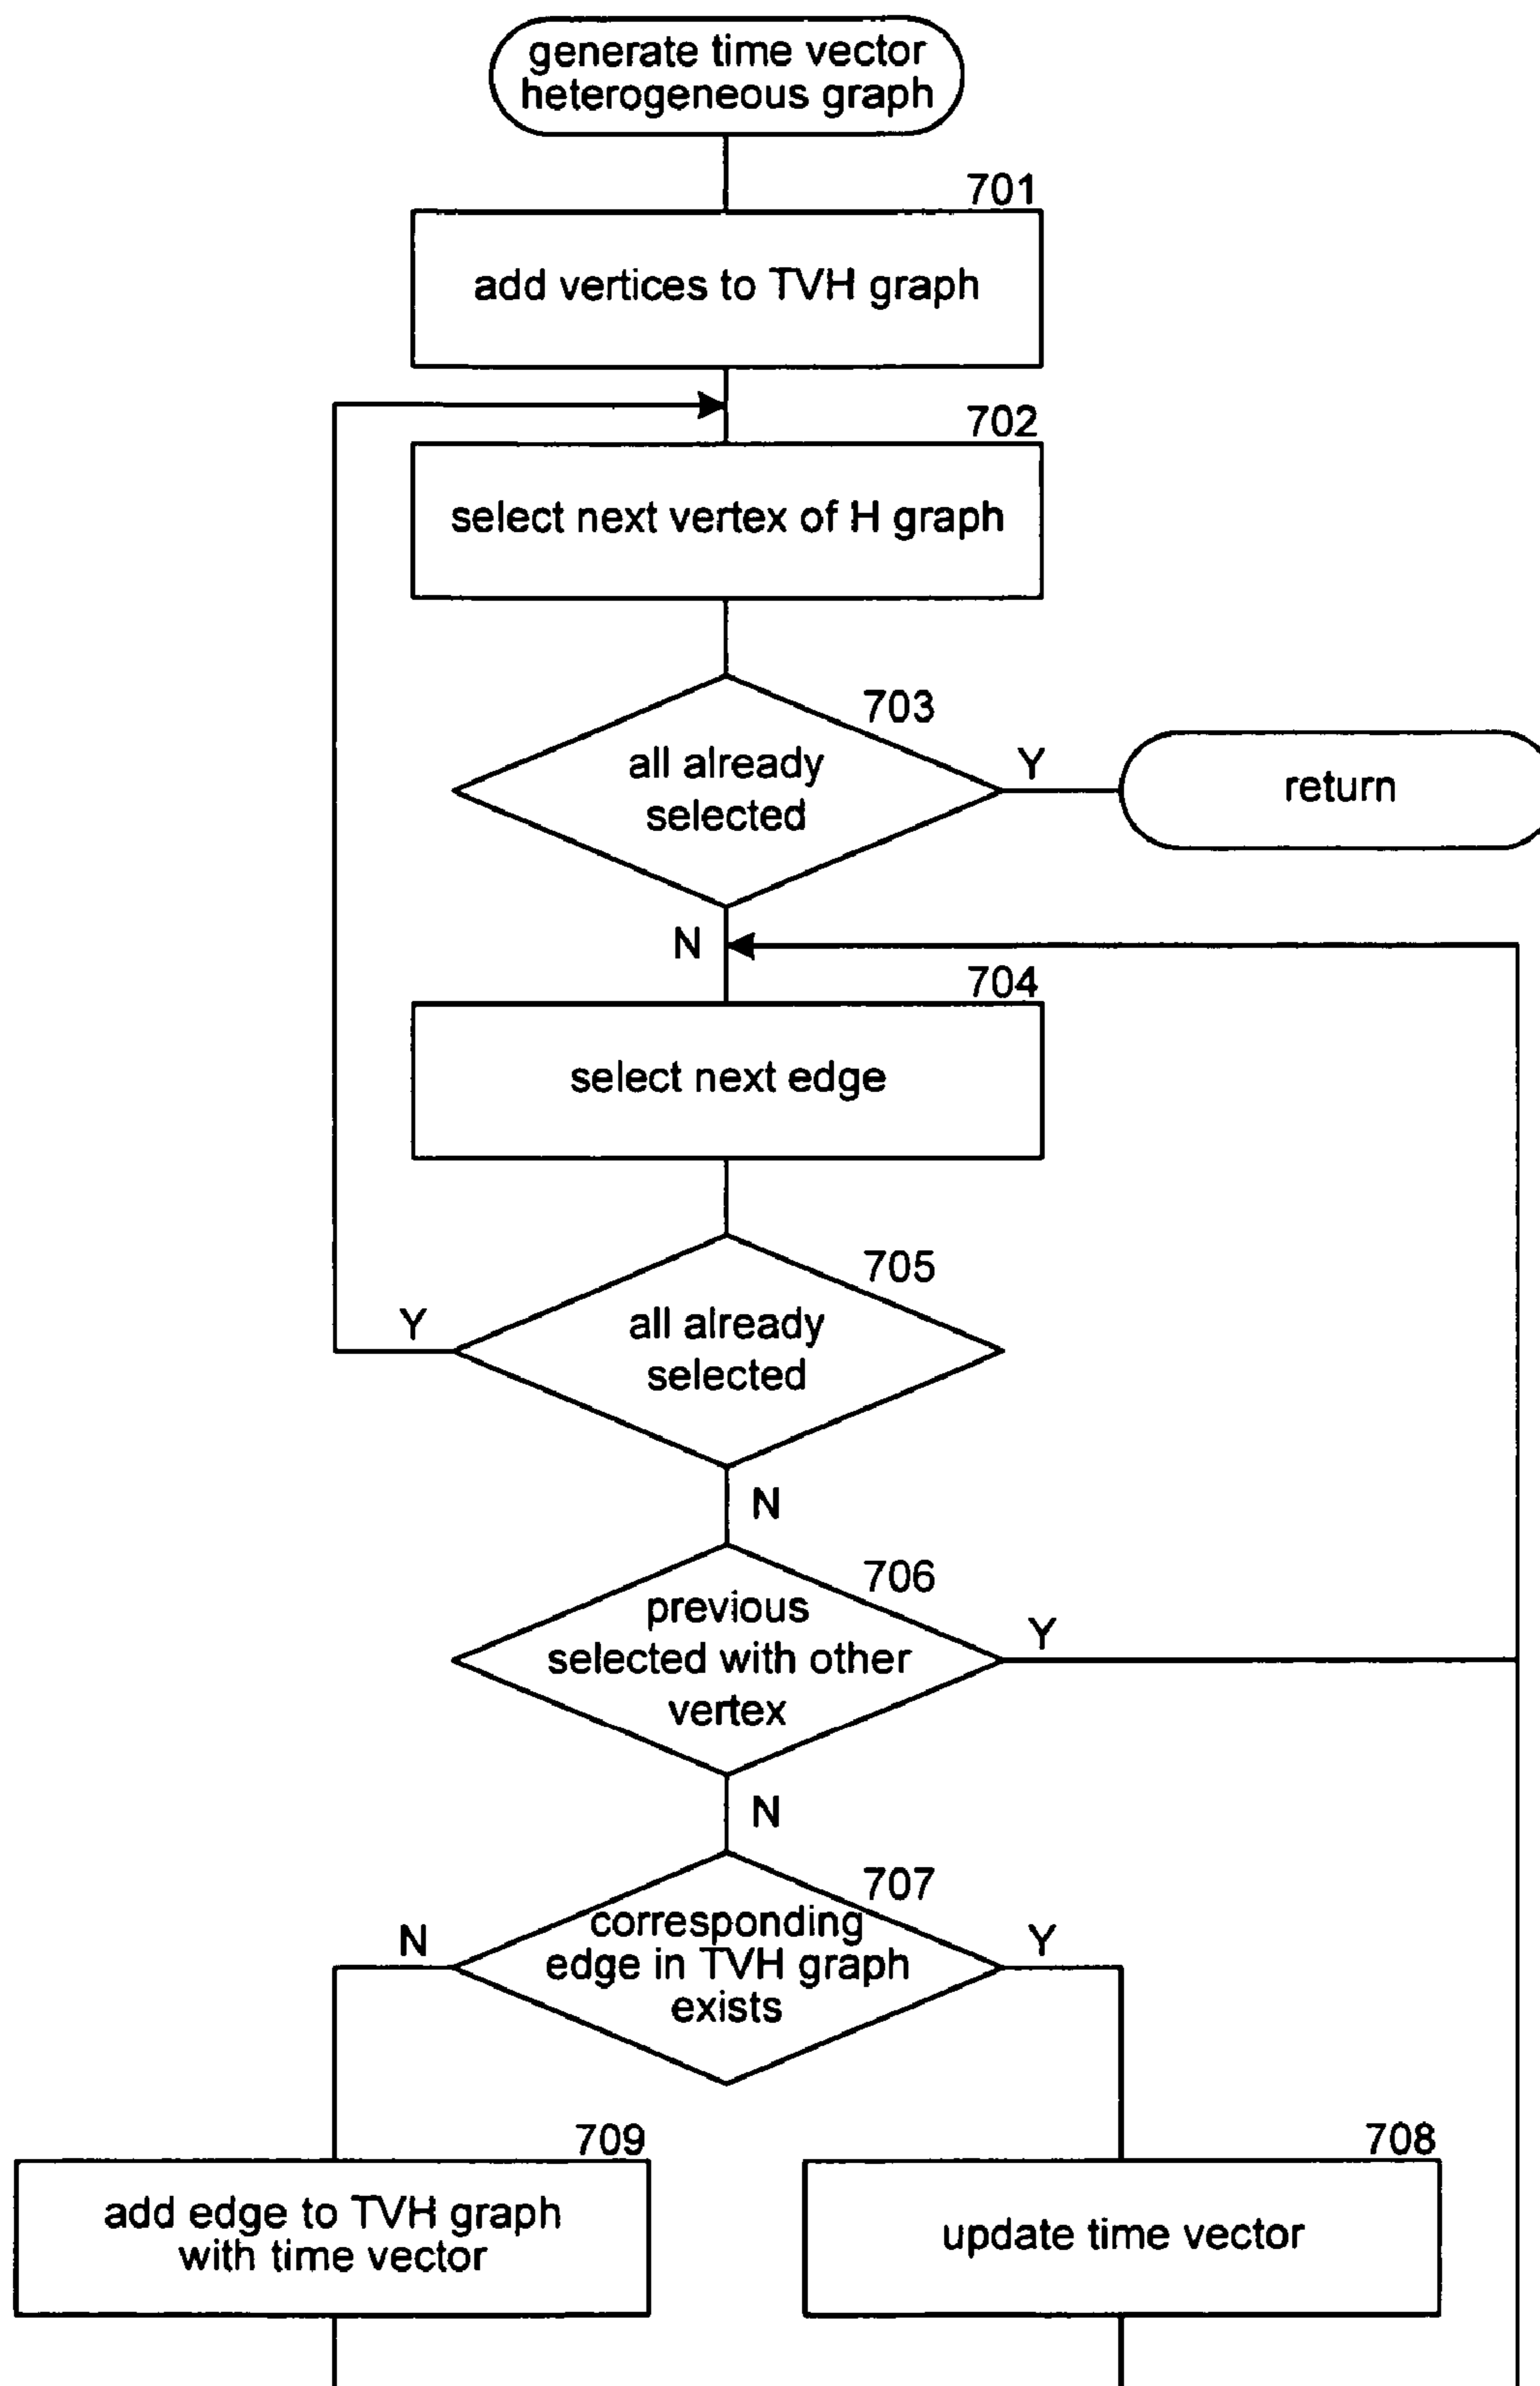 generate time vector
heterogeneous graph
701
add vertices to TVH graph
702
select next vertex of H graph
703
all already
selected
Y
return
N
704
select next edge
705
all already
selected
Y
N
706
previous
selected with other
vertex
Y
N
707
corresponding
edge in TVH graph
exists
N
Y
709
add edge to TVH graph
with time vector
708
update time vector